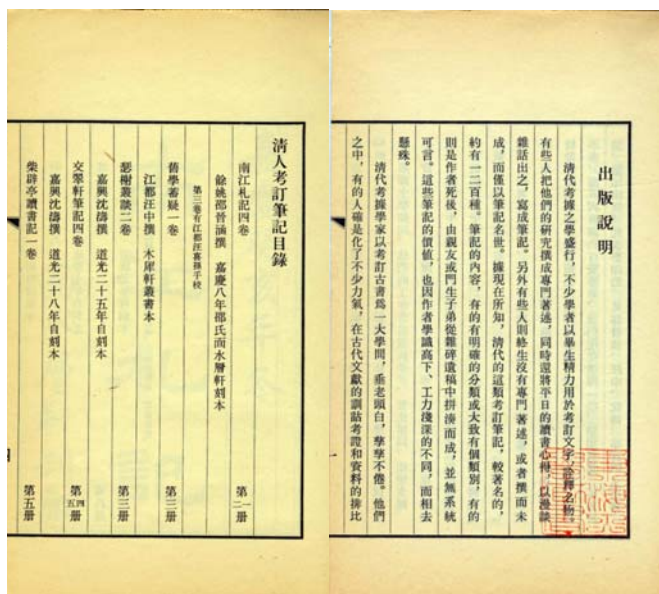 出版說明
清代考據之學盛行，不少學者以畢生精力用於考訂文字、詮釋名物，
有些人把他們的研究撰成專門著述，同時還將平日的讀書心得，以漫談
雜話出之，寫成筆記。另外有些人則終生沒有專門著述，或者撰而未
成，而僅以筆記名世。據現在所知，清代的這類考訂筆記，較著名的，
約有一二百種。筆記的內容，有的有明確的分類或大致有個類別，有的
則是作者死後，由親友或門生子弟從雜碎遺稿中拼湊而成，並無系統
可言。這些筆記的價值，也因作者學識高下、工力淺深的不同，而相去
懸殊。
清代考據學家以考訂古書爲一大學問，垂老頭白，孳孳不倦。他們
之中，有的人確是化了不少力氣，在古代文獻的訓詁考證和資料的排比
清人考訂筆記目錄
南江札記四卷 第一二册
餘姚邵晉涵撰 嘉慶八年邵氏面水層軒刻本
第三卷有江都汪喜孫手校
舊學蓄疑一卷 第三册
江都汪中撰 木犀軒叢書本
瑟榭叢談二卷 第三册
嘉興沈濤撰 道光二十五年自刻本
交翠軒筆記四卷 第四五册
嘉興沈濤撰 道光二十八年自刻本
柴辟亭讀書記一卷 第五册